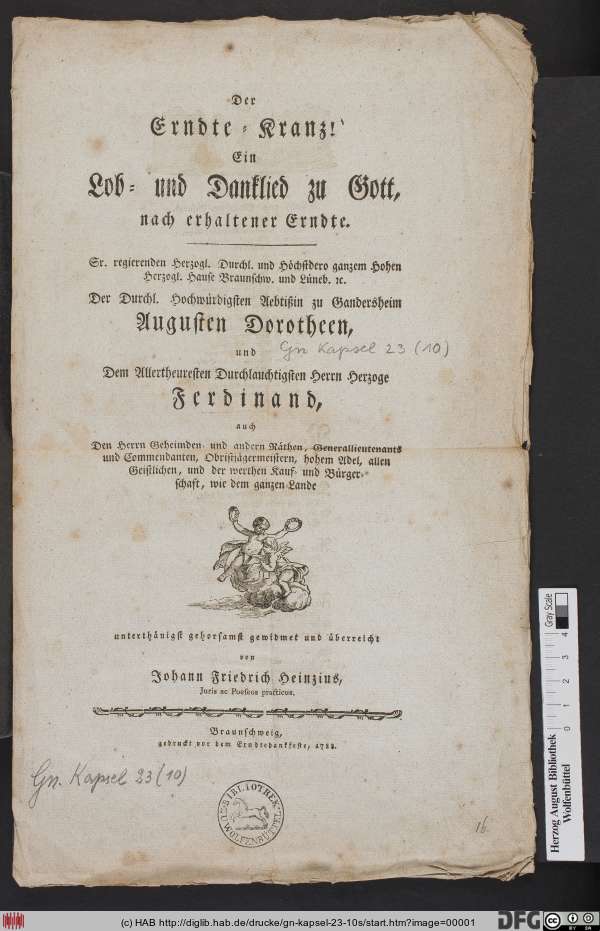 Der
Erndte-Kranz!
Ein
Lob- und Danklied zu Gott,
nach erhaltener Erndte.
Sr. regierenden Herzogl. Durchl. und Höchstdero ganzem Hohen
Herzogl. Hause Braunschw. und Lüneb. ꝛc.
Der Durchl. Hochwürdigsten Aebtißin zu Gandersheim
Augusten Dorotheen,
und
Gn Kapsel 23 (10)
Dem Allertheuresten Durchlauchtigsten Herrn Herzoge
Ferdinand,
auch
Den Herrn Geheimden- und andern Räthen, Generallieutenants
und Commendanten, Obristjägermeistern, hohem Adel, allen
Geistlichen, und der werthen Kauf- und Bürger-
schaft, wie dem ganzen Lande
unterthänigst gehorsamst gewidmet und überreicht
von
Johann Friedrich Heinzius,
Juris ac Poeseos practicus.
Braunschweig,
gedruckt vor dem Erndtedankfeste, 1788.
Gn. Kapsel 23 (10)
BIBLIOTHEK
WOLFENBÜTTEL
16.
Herzog August Bibliothek
Wolfenbüttel
Gray Scale
0 1 2 3 4
(c) HAB http://diglib.hab.de/drucke/gn-kapsel-23-10s/start.htm?image=00001
DFG
CC BY SA